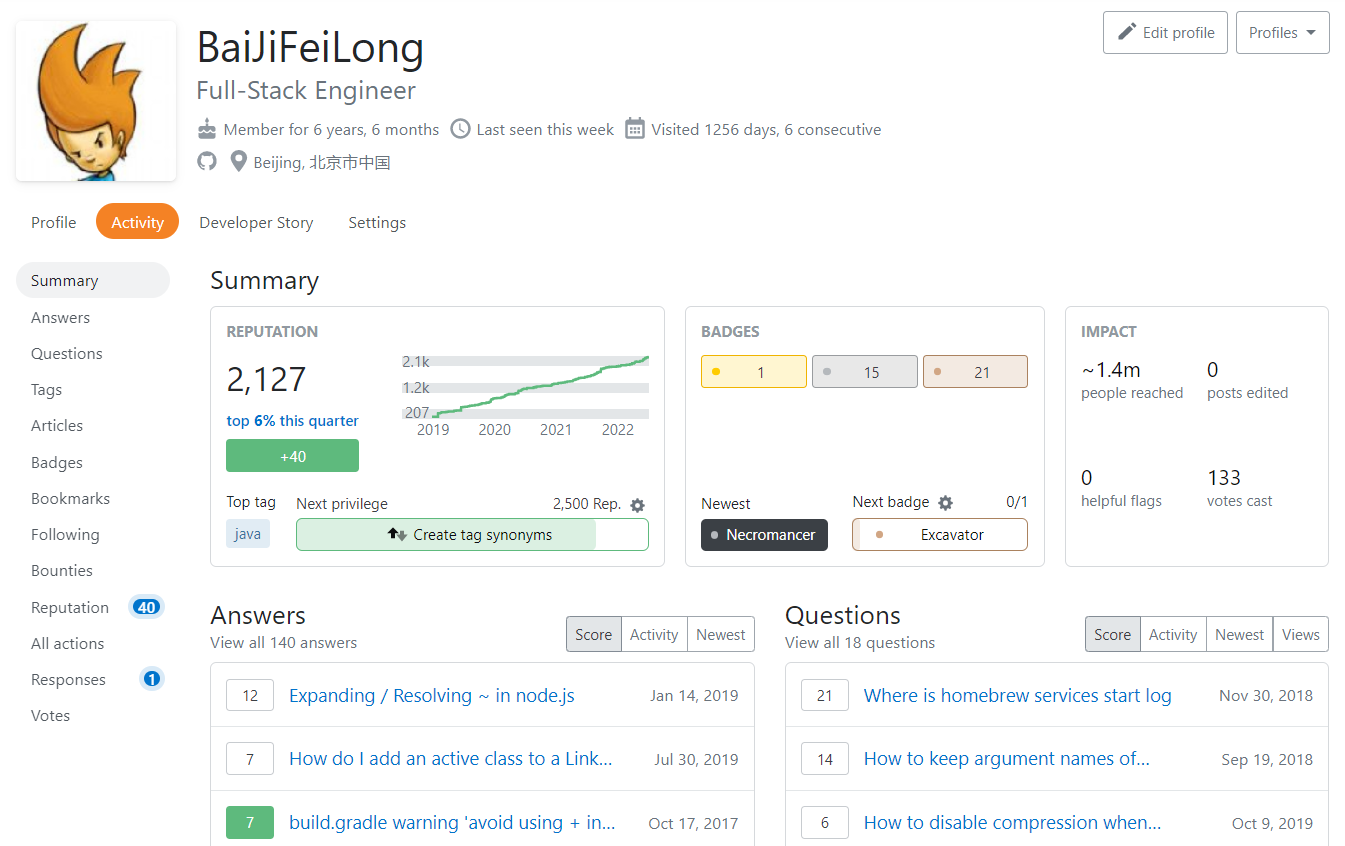 BaiJiFeiLong
Edit profile
Profiles
Full-Stack Engineer
Member for 6 years, 6 months Last seen this week Visited 1256 days, 6 consecutive
Beijing, 北京市中国
Profile Activity Developer Story Settings
Summary
Answers
Questions
Tags
Articles
Badges
Bookmarks
Following
Bounties
Reputation 40
All actions
Responses 1
Votes
Summary
REPUTATION
2,127
top 6% this quarter
+40
2.1k
1.2k
207
2019 2020 2021 2022
Top tag
java
Next privilege 2,500 Rep.
Create tag synonyms
BADGES
1 15 21
Newest
Necromancer
Next badge 0/1
Excavator
IMPACT
~1.4m
people reached
0
posts edited
0
helpful flags
133
votes cast
Answers
View all 140 answers
Score Activity Newest
12 Expanding / Resolving ~ in node.js Jan 14, 2019
7 How do I add an active class to a Link... Jul 30, 2019
7 build.gradle warning 'avoid using + in... Oct 17, 2017
Questions
View all 18 questions
Score Activity Newest Views
21 Where is homebrew services start log Nov 30, 2018
14 How to keep argument names of... Sep 19, 2018
6 How to disable compression when... Oct 9, 2019